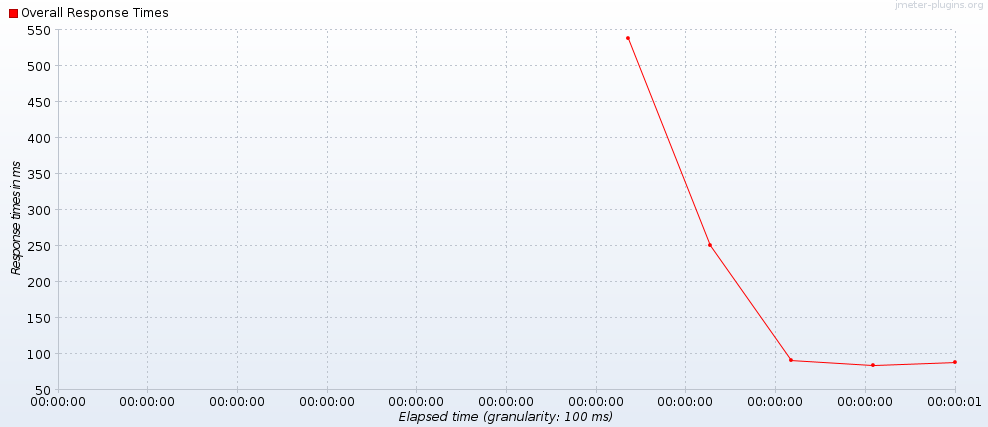 jmeter-plugins.org
Overall Response Times
550
500
450
400
350
300
250
200
150
100
50
Response times in ms
00:00:00 00:00:00 00:00:00 00:00:00 00:00:00 00:00:00 00:00:00 00:00:00 00:00:00 00:00:00 00:00:01
Elapsed time (granularity: 100 ms)